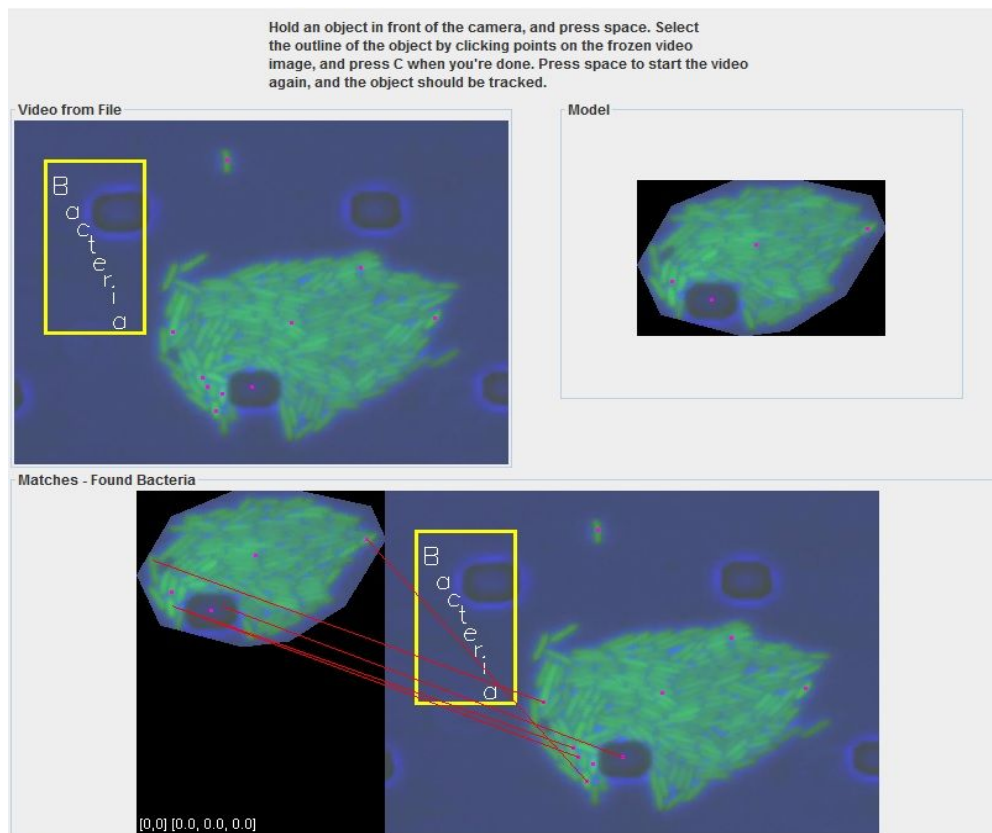 Hold an object in front of the camera, and press space. Select
the outline of the object by clicking points on the frozen video
image, and press C when you're done. Press space to start the video
again, and the object should be tracked.
Video from File
Model
Bacteria
Matches - Found Bacteria
Bacteria
[0,0] [0.0, 0.0, 0.0]